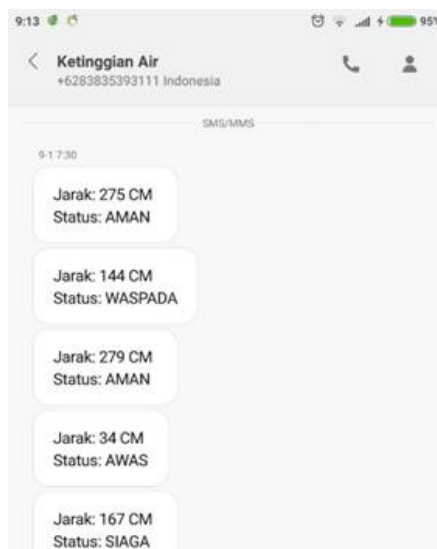 9:13
95%
Ketinggian Air
+6283835393111 Indonesia
SMS/MMS
9-1 7:30
Jarak: 275 CM
Status: AMAN
Jarak: 144 CM
Status: WASPADA
Jarak: 279 CM
Status: AMAN
Jarak: 34 CM
Status: AWAS
Jarak: 167 CM
Status: SIAGA